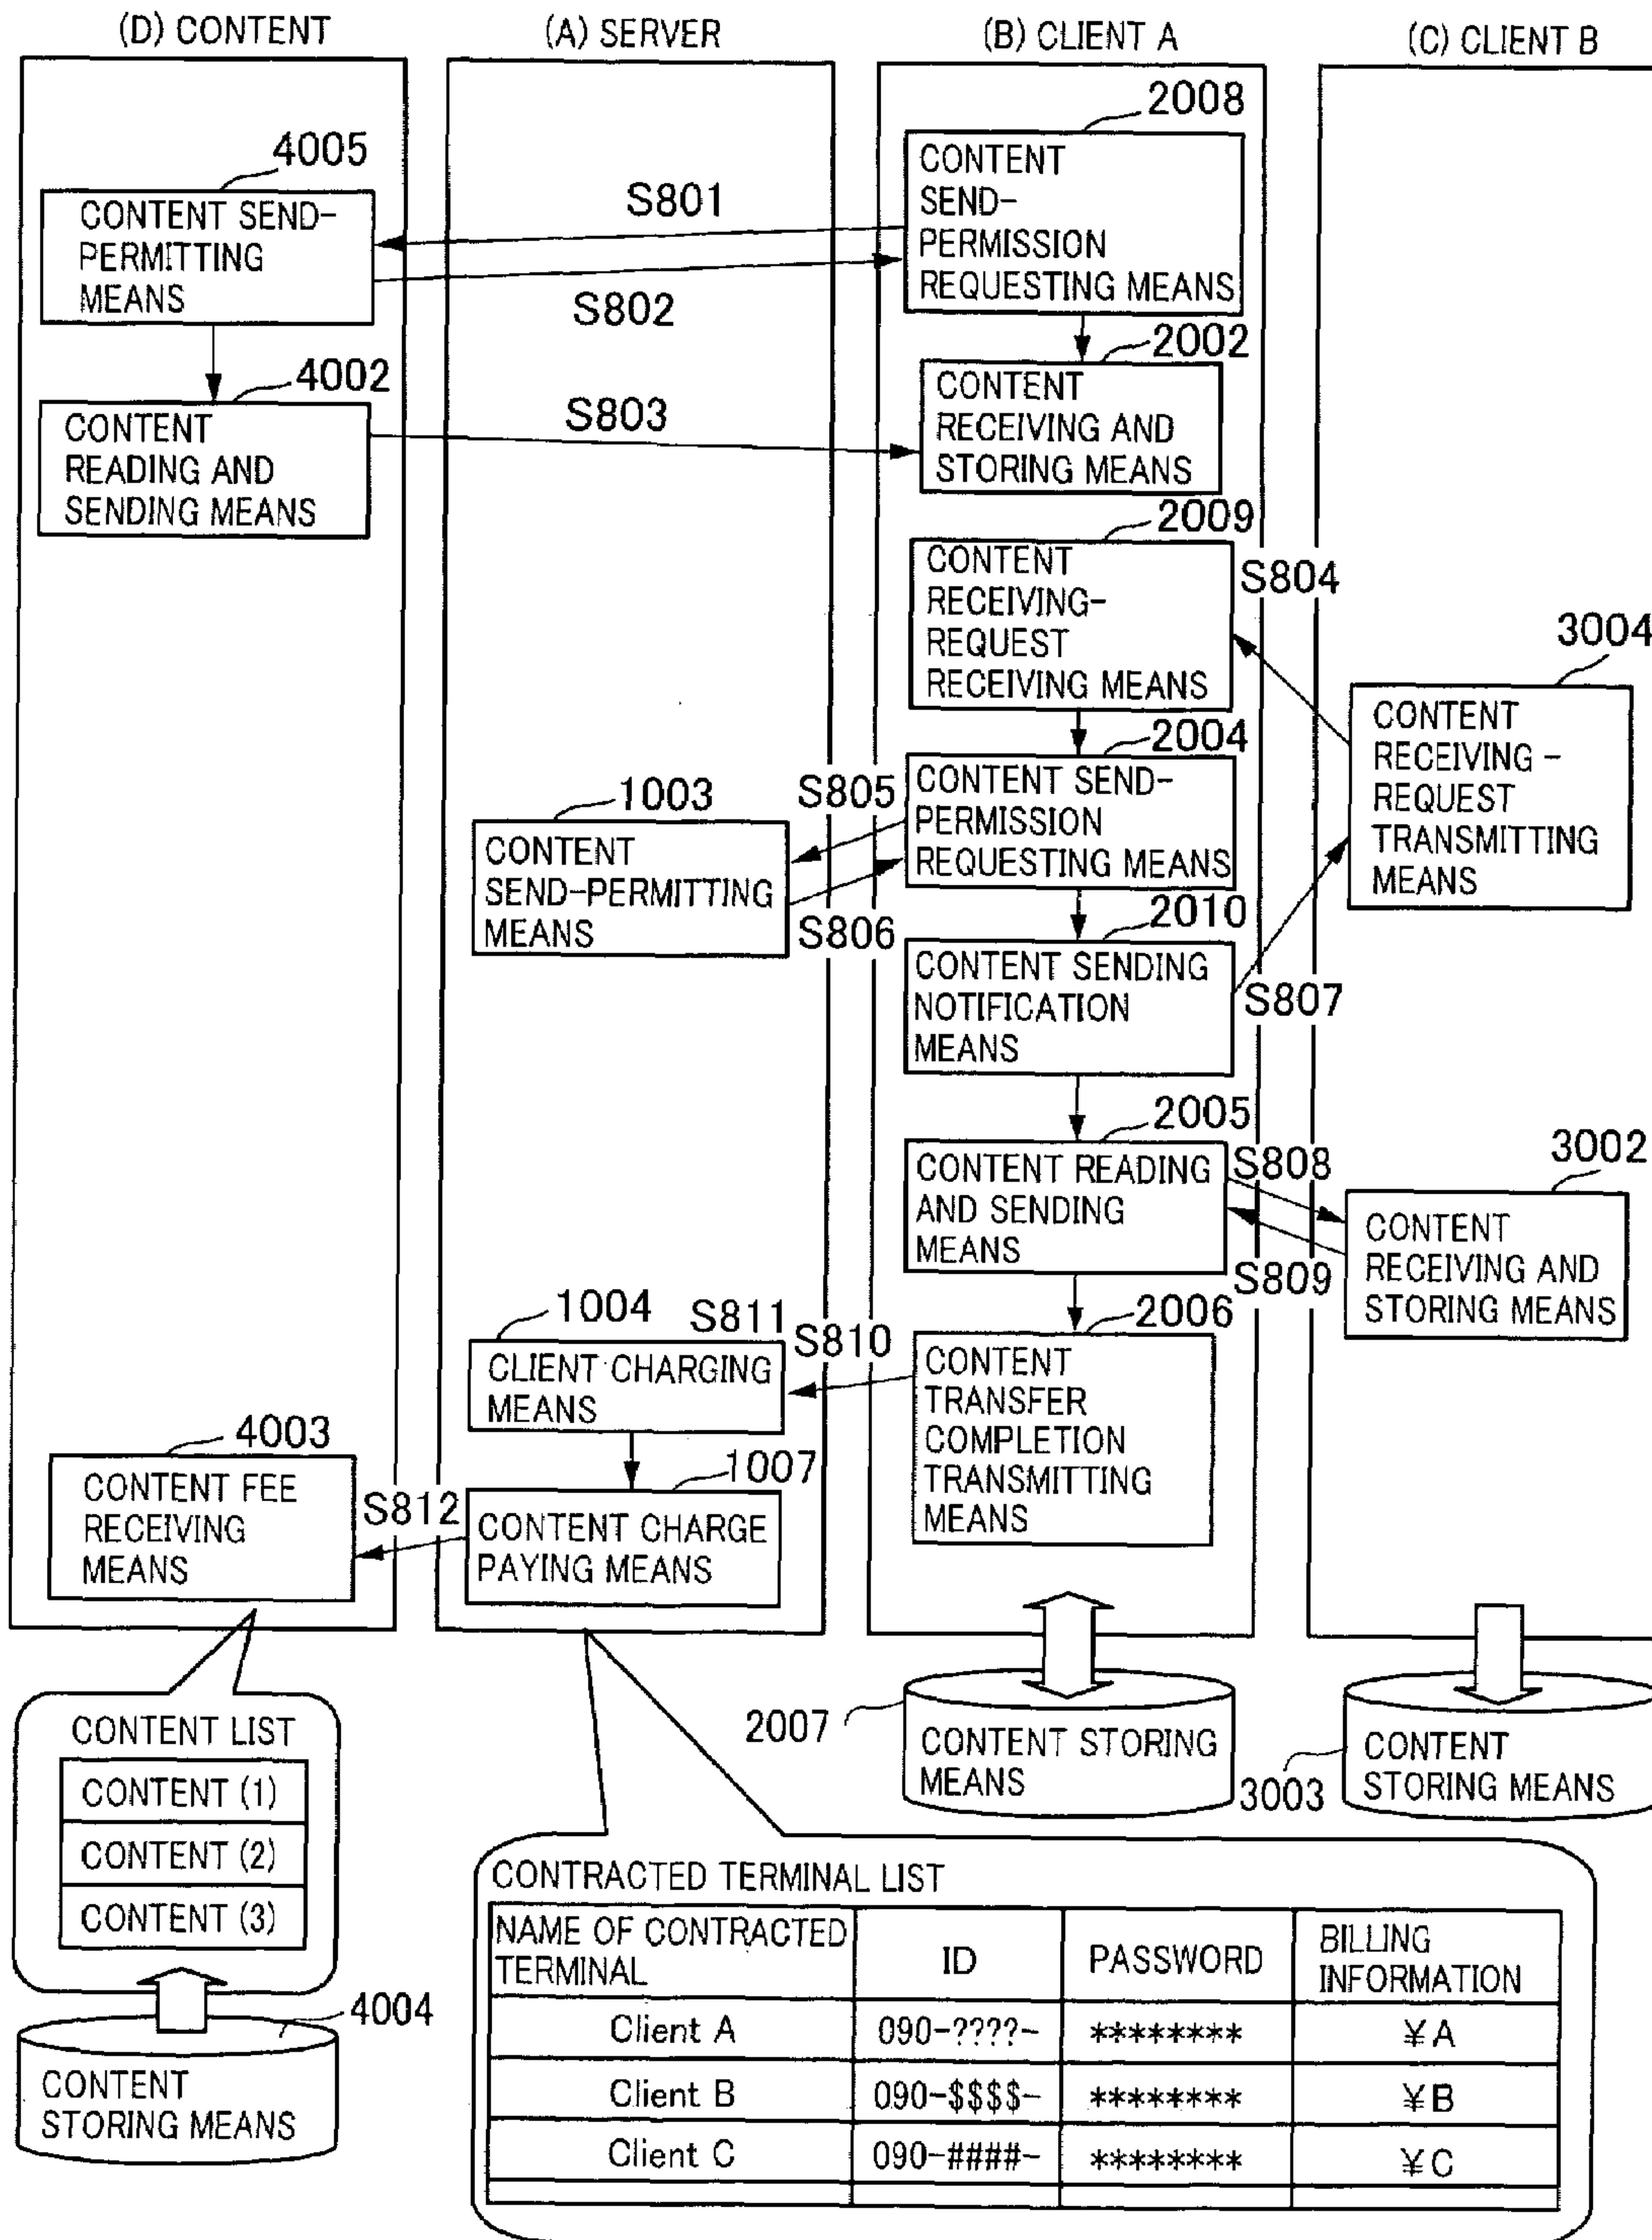 (D) CONTENT
(A) SERVER
(B) CLIENT A
(C) CLIENT B
4005
CONTENT SEND-
PERMITTING
MEANS
S801
S802
2008
CONTENT
SEND-
PERMISSION
REQUESTING MEANS
4002
CONTENT
READING AND
SENDING MEANS
S803
2002
CONTENT
RECEIVING AND
STORING MEANS
2009
CONTENT
RECEIVING-
REQUEST
RECEIVING MEANS
S804
3004
CONTENT
RECEIVING -
REQUEST
TRANSMITTING
MEANS
1003
CONTENT
SEND-PERMITTING
MEANS
S805
S806
2004
CONTENT SEND-
PERMISSION
REQUESTING MEANS
2010
CONTENT SENDING
NOTIFICATION
MEANS
S807
2005
CONTENT READING
AND SENDING
MEANS
S808
S809
3002
CONTENT
RECEIVING AND
STORING MEANS
1004
S811
S810
CLIENT CHARGING
MEANS
2006
CONTENT
TRANSFER
COMPLETION
TRANSMITTING
MEANS
4003
CONTENT FEE
RECEIVING
MEANS
S812
1007
CONTENT CHARGE
PAYING MEANS
CONTENT LIST
CONTENT (1)
CONTENT (2)
CONTENT (3)
4004
CONTENT
STORING MEANS
2007
CONTENT STORING
MEANS
3003
CONTENT
STORING MEANS
CONTRACTED TERMINAL LIST
NAME OF CONTRACTED
TERMINAL
ID
PASSWORD
BILLING
INFORMATION
Client A 090-????- ******** ¥A
Client B 090-$$$$- ******** ¥B
Client C 090-####- ******** ¥C